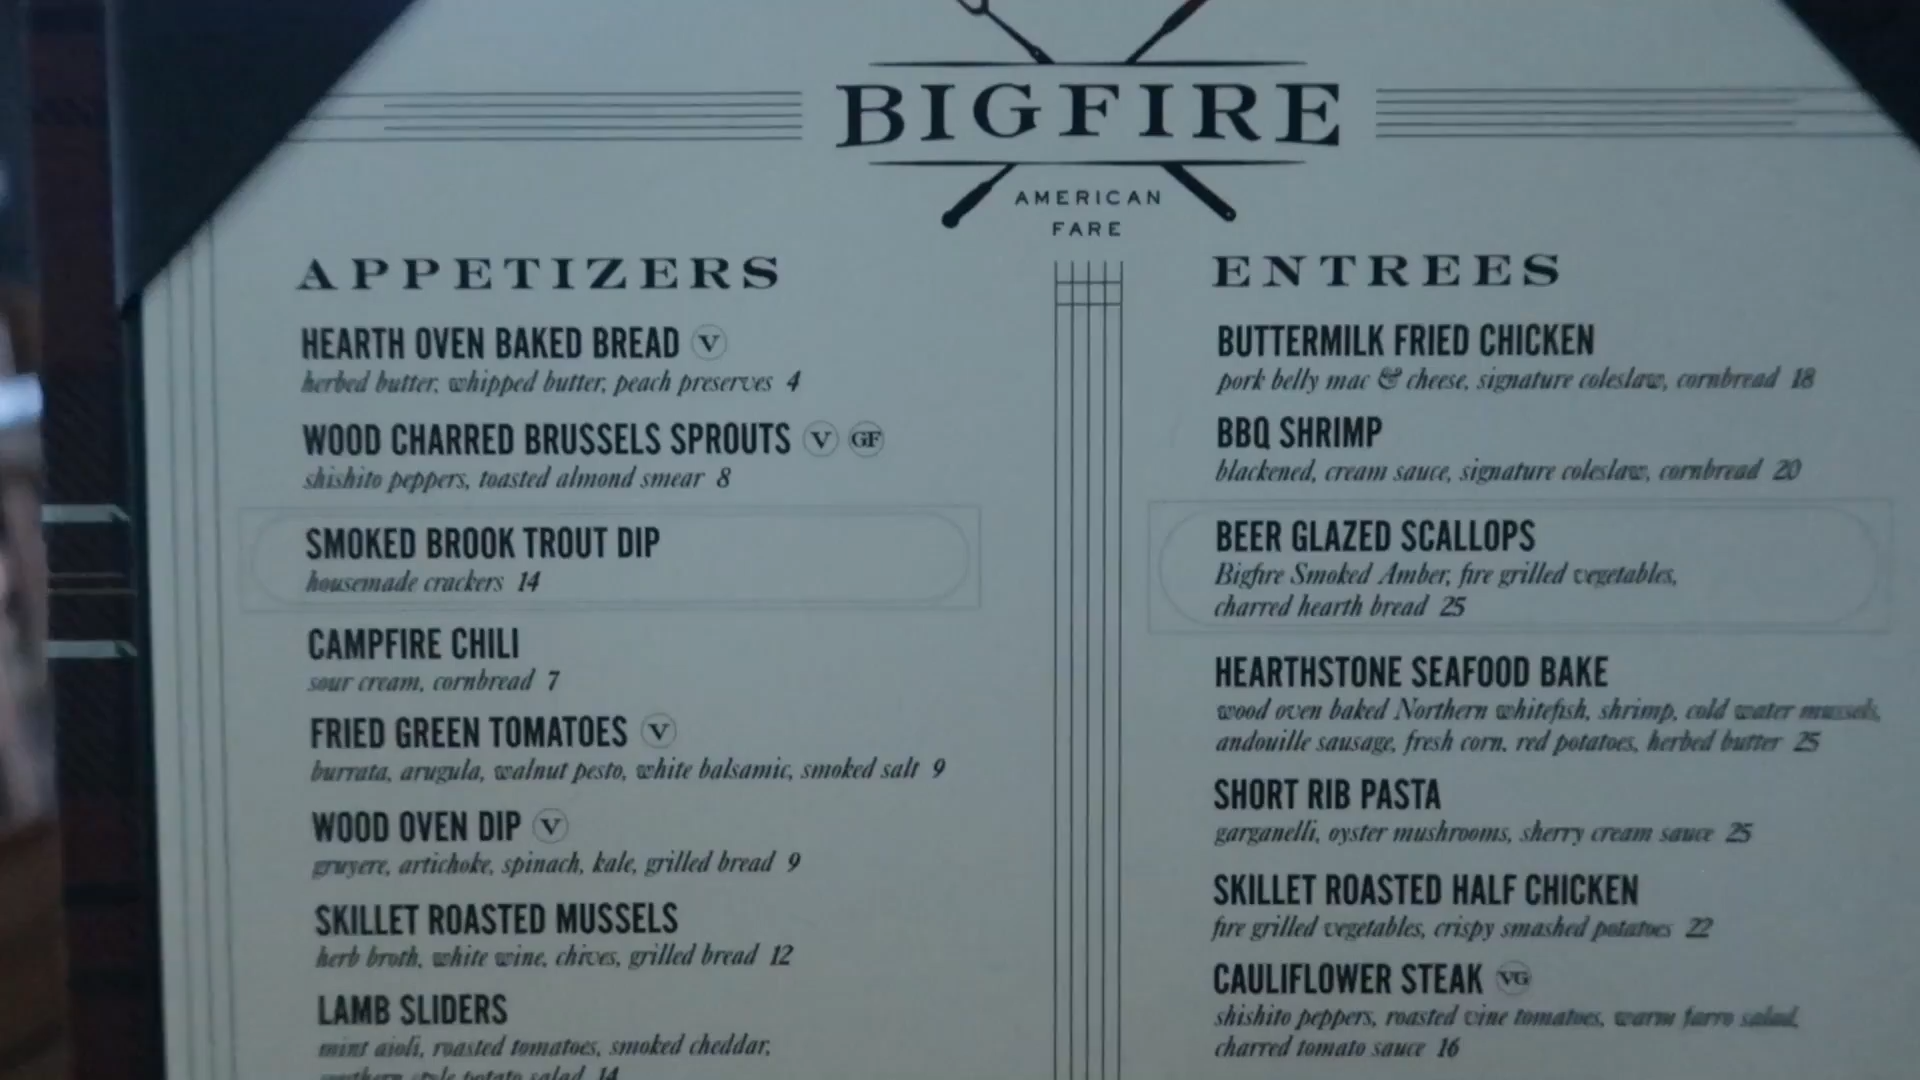 BIGFIRE
AMERICAN
FARE
APPETIZERS
HEARTH OVEN BAKED BREAD V
herbed butter, whipped butter, peach preserves 4
WOOD CHARRED BRUSSELS SPROUTS V GF
shishito peppers, toasted almond smear 8
SMOKED BROOK TROUT DIP
housemade crackers 14
CAMPFIRE CHILI
sour cream, cornbread 7
FRIED GREEN TOMATOES V
burrata, arugula, walnut pesto, white balsamic, smoked salt 9
WOOD OVEN DIP V
gruyere, artichoke, spinach, kale, grilled bread 9
SKILLET ROASTED MUSSELS
herb broth, white wine, chives, grilled bread 12
LAMB SLIDERS
mint aioli, roasted tomatoes, smoked cheddar,
southern style potato salad 14
ENTREES
BUTTERMILK FRIED CHICKEN
pork belly mac & cheese, signature coleslaw, cornbread 18
BBQ SHRIMP
blackened, cream sauce, signature coleslaw, cornbread 20
BEER GLAZED SCALLOPS
Bigfire Smoked Amber, fire grilled vegetables,
charred hearth bread 25
HEARTHSTONE SEAFOOD BAKE
wood oven baked Northern whitefish, shrimp, cold water mussels,
andouille sausage, fresh corn, red potatoes, herbed butter 25
SHORT RIB PASTA
garganelli, oyster mushrooms, sherry cream sauce 25
SKILLET ROASTED HALF CHICKEN
fire grilled vegetables, crispy smashed potatoes 22
CAULIFLOWER STEAK VG
shishito peppers, roasted vine tomatoes, warm farro salad,
charred tomato sauce 16